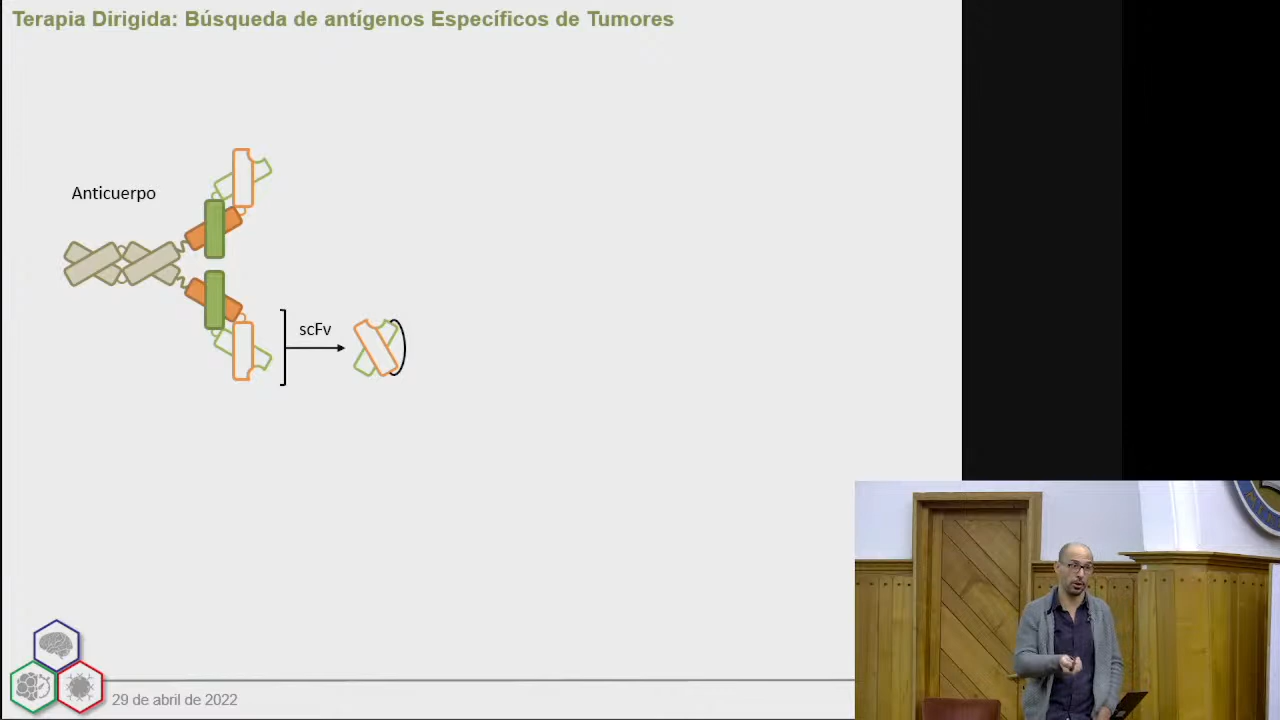 Terapia Dirigida: Búsqueda de antígenos Específicos de Tumores
Anticuerpo
scFv
29 de abril de 2022